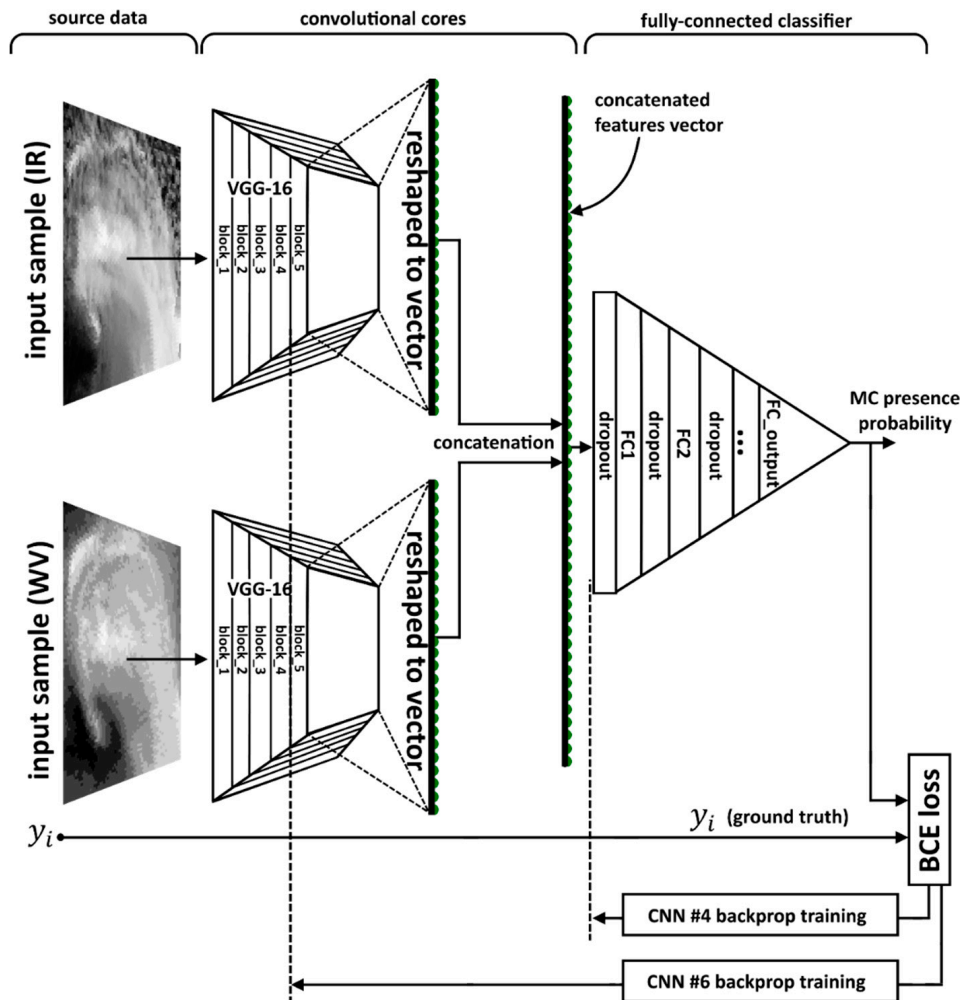 source data
convolutional cores
fully-connected classifier
input sample (IR)
VGG-16
block_1
block_2
block_3
block_4
block_5
reshaped to vector
concatenated
features vector
concatenation
input sample (WV)
VGG-16
block_1
block_2
block_3
block_4
block_5
reshaped to vector
dropout
FC1
dropout
FC2
dropout
...
FC_output
MC presence
probability
yᵢ
yᵢ (ground truth)
BCE loss
CNN #4 backprop training
CNN #6 backprop training